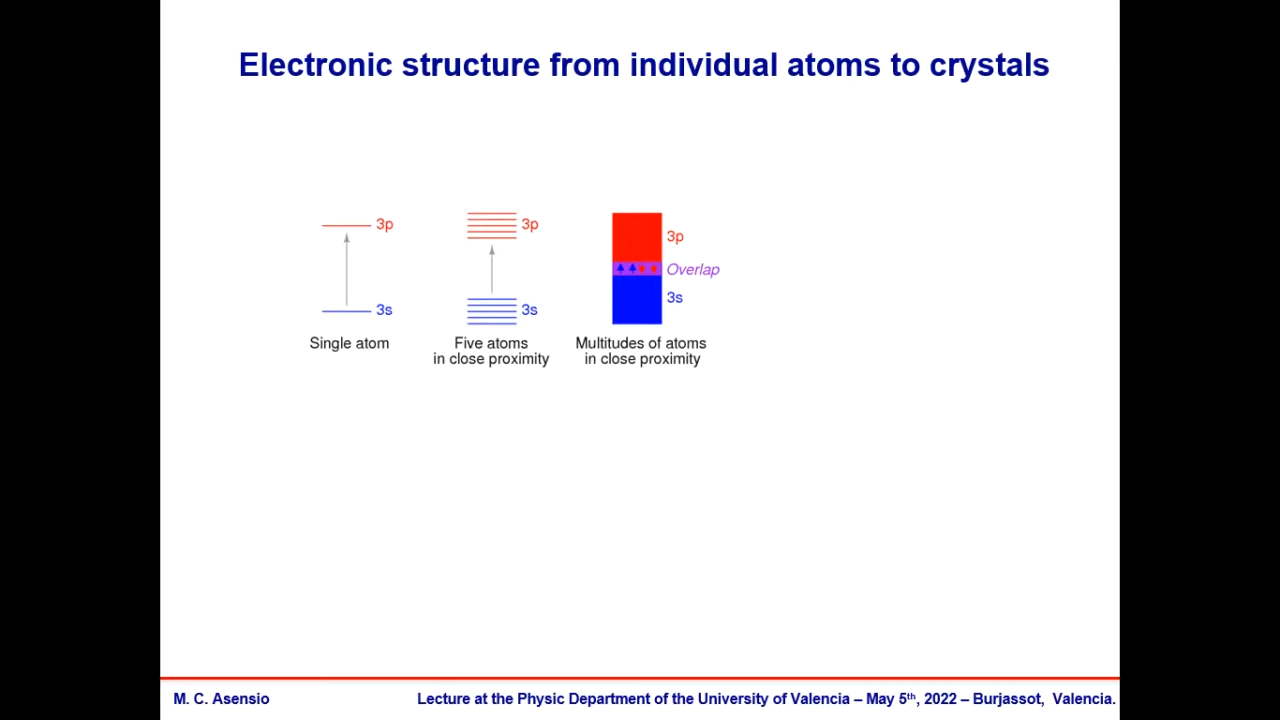 Electronic structure from individual atoms to crystals
3p
3s
Single atom
3p
3s
Five atoms
in close proximity
3p
Overlap
3s
Multitudes of atoms
in close proximity
M. C. Asensio
Lecture at the Physic Department of the University of Valencia – May 5th, 2022 – Burjassot, Valencia.